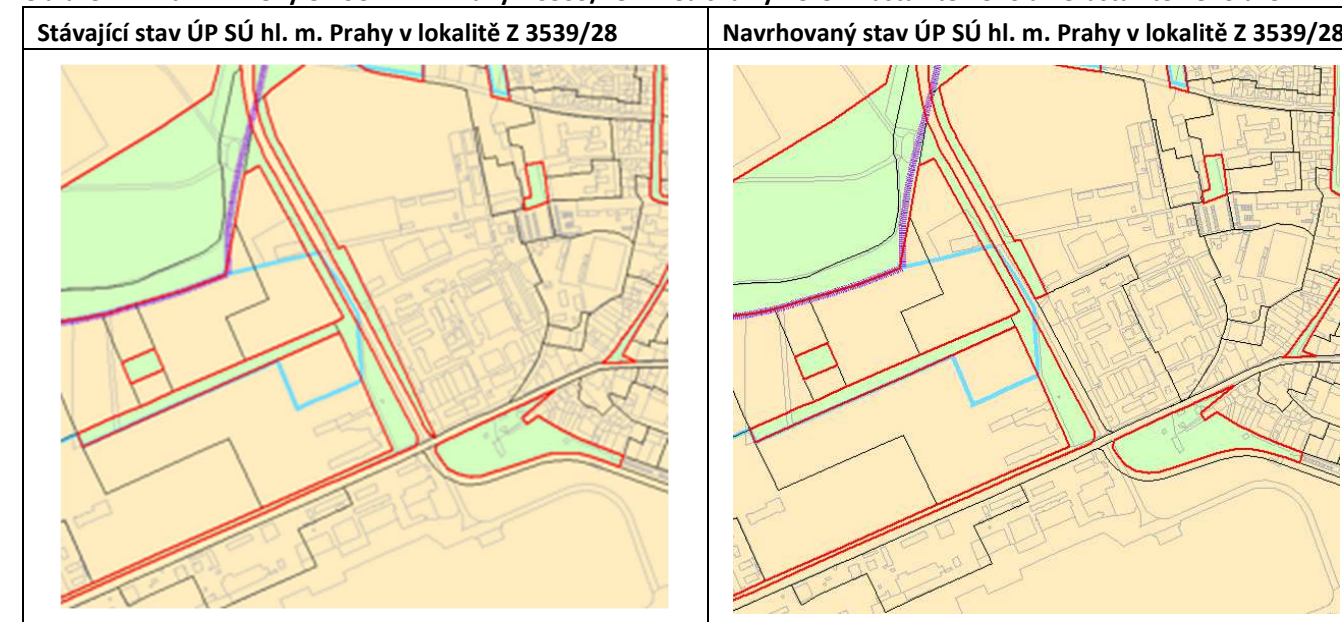 Stávající stav ÚP SÚ hl. m. Prahy v lokalitě Z 3539/28
Navrhovaný stav ÚP SÚ hl. m. Prahy v lokalitě Z 3539/28